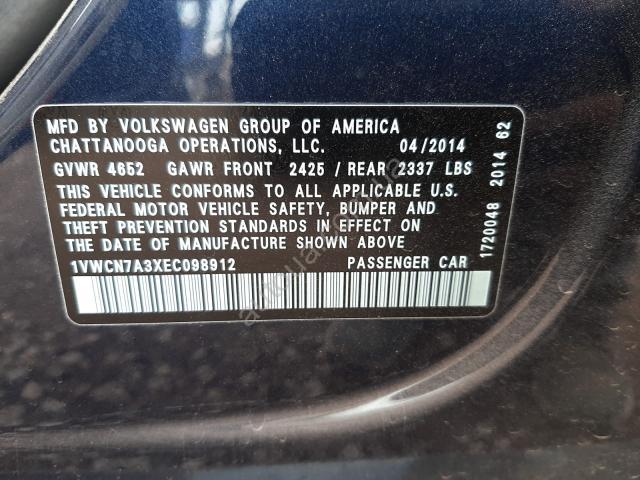 MFD BY VOLKSWAGEN GROUP OF AMERICA
CHATTANOOGA OPERATIONS, LLC. 04/2014
GVWR 4652 GAWR FRONT 2425 / REAR 2337 LBS
THIS VEHICLE CONFORMS TO ALL APPLICABLE U.S.
FEDERAL MOTOR VEHICLE SAFETY, BUMPER AND
THEFT PREVENTION STANDARDS IN EFFECT ON
THE DATE OF MANUFACTURE SHOWN ABOVE
1VWCN7A3XEC098912 PASSENGER CAR
1720048 2014 62